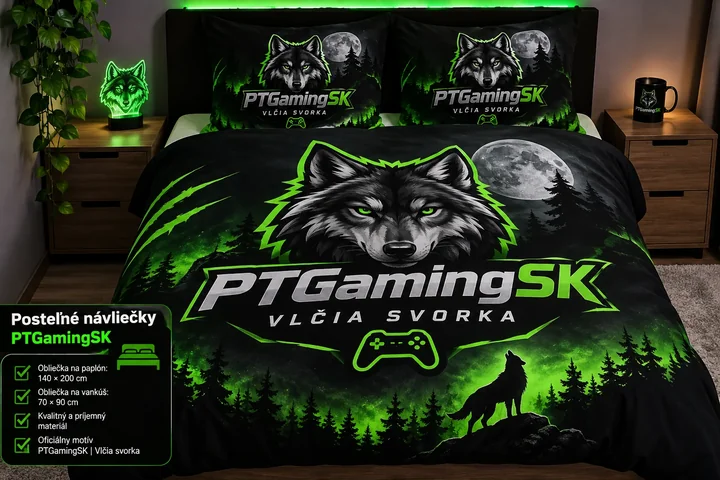 PTGamingSK
VLČIA SVORKA
PTGamingSK
VLČIA SVORKA
PTGamingSK
PTGamingSK
VLČIA SVORKA
Posteľné návliečky
PTGamingSK
Obliečka na paplón:
140 × 200 cm
Obliečka na vankúš:
70 × 90 cm
Kvalitný a príjemný
materiál
Oficiálny motív
PTGamingSK | Vlčia svorka